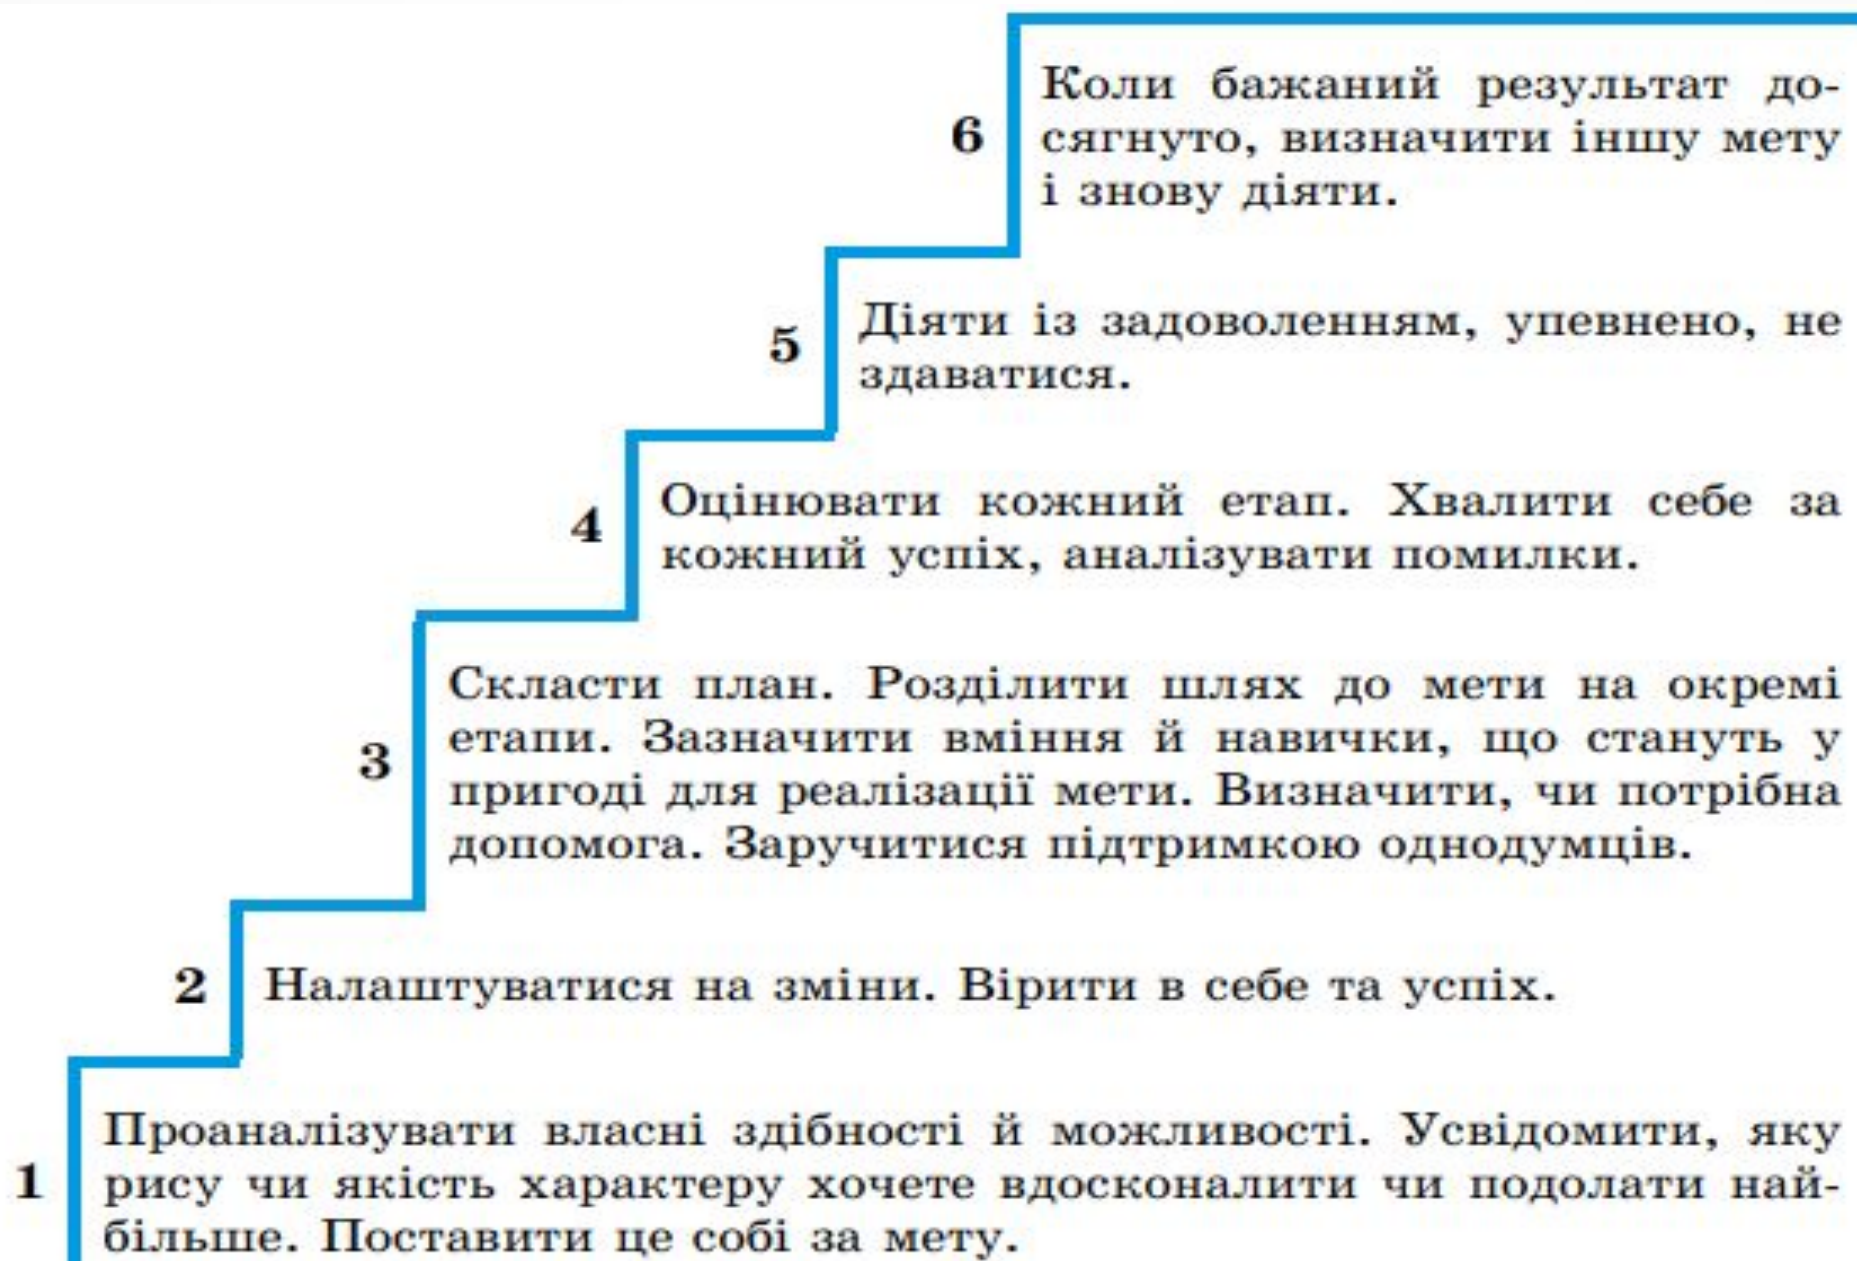 6
Коли бажаний результат до-
сягнуто, визначити іншу мету
і знову діяти.
5
Діяти із задоволенням, упевнено, не
здаватися.
4
Оцінювати кожний етап. Хвалити себе за
кожний успіх, аналізувати помилки.
3
Скласти план. Розділити шлях до мети на окремі
етапи. Зазначити вміння й навички, що стануть у
пригоді для реалізації мети. Визначити, чи потрібна
допомога. Заручитися підтримкою однодумців.
2 Налаштуватися на зміни. Вірити в себе та успіх.
1
Проаналізувати власні здібності й можливості. Усвідомити, яку
рису чи якість характеру хочете вдосконалити чи подолати най-
більше. Поставити це собі за мету.